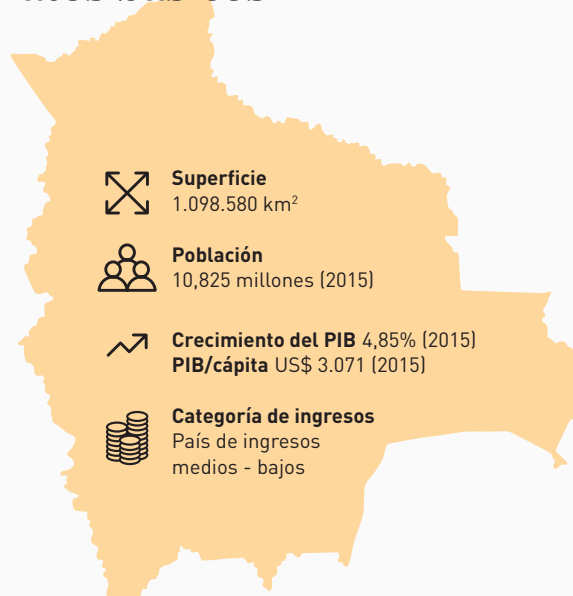 Superficie
1.098.580 km²
Población
10,825 millones (2015)
Crecimiento del PIB 4,85% (2015)
PIB/cápita US$ 3.071 (2015)
Categoría de ingresos
País de ingresos
medios - bajos